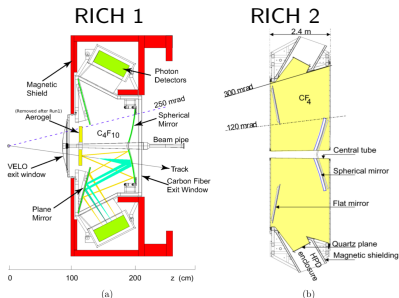 RICH 1
RICH 2
Magnetic
Shield
Photon
Detectors
(Removed after Run1)
Aerogel
C4F10
250 mrad
Spherical
Mirror
Beam pipe
VELO
exit window
Track
Carbon Fiber
Exit Window
Plane
Mirror
0
100
200
z (cm)
(a)
2.4 m
300 mrad
CF4
120 mrad
Central tube
Spherical mirror
Flat mirror
Quartz plane
HPD
enclosure
Magnetic shielding
(b)